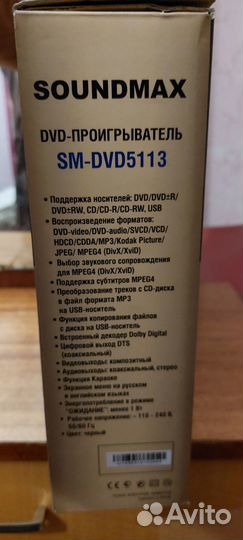 SOUNDMAX
DVD-ПРОИГРЫВАТЕЛЬ
SM-DVD5113
• Поддержка носителей: DVD/DVD±R/
DVD±RW, CD/CD-R/CD-RW, USB
• Воспроизведение форматов:
DVD-video/DVD-audio/SVCD/VCD/
HDCD/CDDA/MP3/Kodak Picture/
JPEG/ MPEG4 (DivX/XviD)
• Выбор звукового сопровождения
для MPEG4 (DivX/XviD)
• Поддержка субтитров MPEG4
• Преобразование треков с CD-диска
в файл формата MP3
на USB-носитель
• Функция копирования файлов
с диска на USB-носитель
• Встроенный декодер Dolby Digital
• Цифровой выход DTS
(коаксиальный)
• Видеовыходы: композитный
• Аудиовыходы: коаксиальный, стерео
• Функция Караоке
• Экранное меню на русском
и английском языках
• Энергопотребление в режиме
"ОЖИДАНИЕ": менее 1 Вт
• Рабочее напряжение – 110 - 240 В,
50/60 Гц
• Цвет: черный
Avito